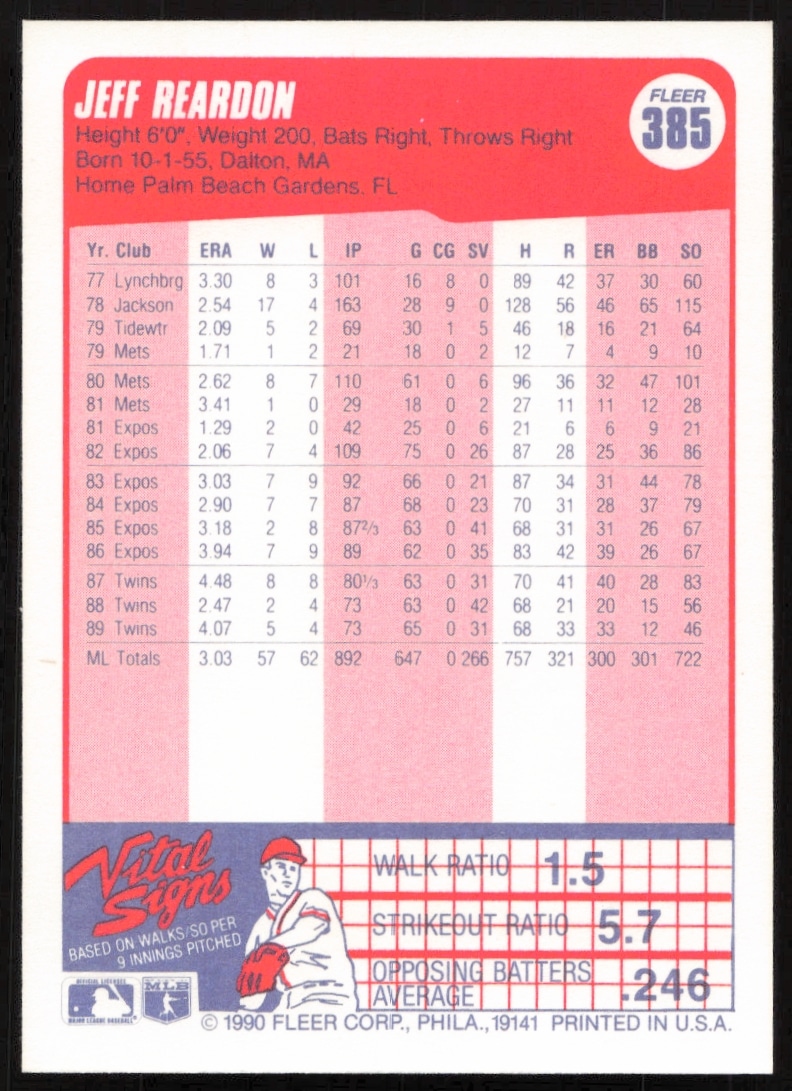 JEFF REARDON
FLEER
385
Height 6'0", Weight 200, Bats Right, Throws Right
Born 10-1-55, Dalton, MA
Home Palm Beach Gardens, FL
Yr. Club ERA W L IP G CG SV H R ER BB SO
77 Lynchbrg 3.30 8 3 101 16 8 0 89 42 37 30 60
78 Jackson 2.54 17 4 163 28 9 0 128 56 46 65 115
79 Tidewtr 2.09 5 2 69 30 1 5 46 18 16 21 64
79 Mets 1.71 1 2 21 18 0 2 12 7 4 9 10
80 Mets 2.62 8 7 110 61 0 6 96 36 32 47 101
81 Mets 3.41 1 0 29 18 0 2 27 11 11 12 28
81 Expos 1.29 2 0 42 25 0 6 21 6 6 9 21
82 Expos 2.06 7 4 109 75 0 26 87 28 25 36 86
83 Expos 3.03 7 9 92 66 0 21 87 34 31 44 78
84 Expos 2.90 7 7 87 68 0 23 70 31 28 37 79
85 Expos 3.18 2 8 87 2/3 63 0 41 68 31 31 26 67
86 Expos 3.94 7 9 89 62 0 35 83 42 39 26 67
87 Twins 4.48 8 8 80 1/3 63 0 31 70 41 40 28 83
88 Twins 2.47 2 4 73 63 0 42 68 21 20 15 56
89 Twins 4.07 5 4 73 65 0 31 68 33 33 12 46
ML Totals 3.03 57 62 892 647 0 266 757 321 300 301 722
Vital
Signs
BASED ON WALKS/SO PER
9 INNINGS PITCHED
WALK RATIO 1.5
STRIKEOUT RATIO 5.7
OPPOSING BATTERS
AVERAGE .246
OFFICIAL LICENSEE
MAJOR LEAGUE BASEBALL
MLB
© 1990 FLEER CORP., PHILA., 19141 PRINTED IN U.S.A.